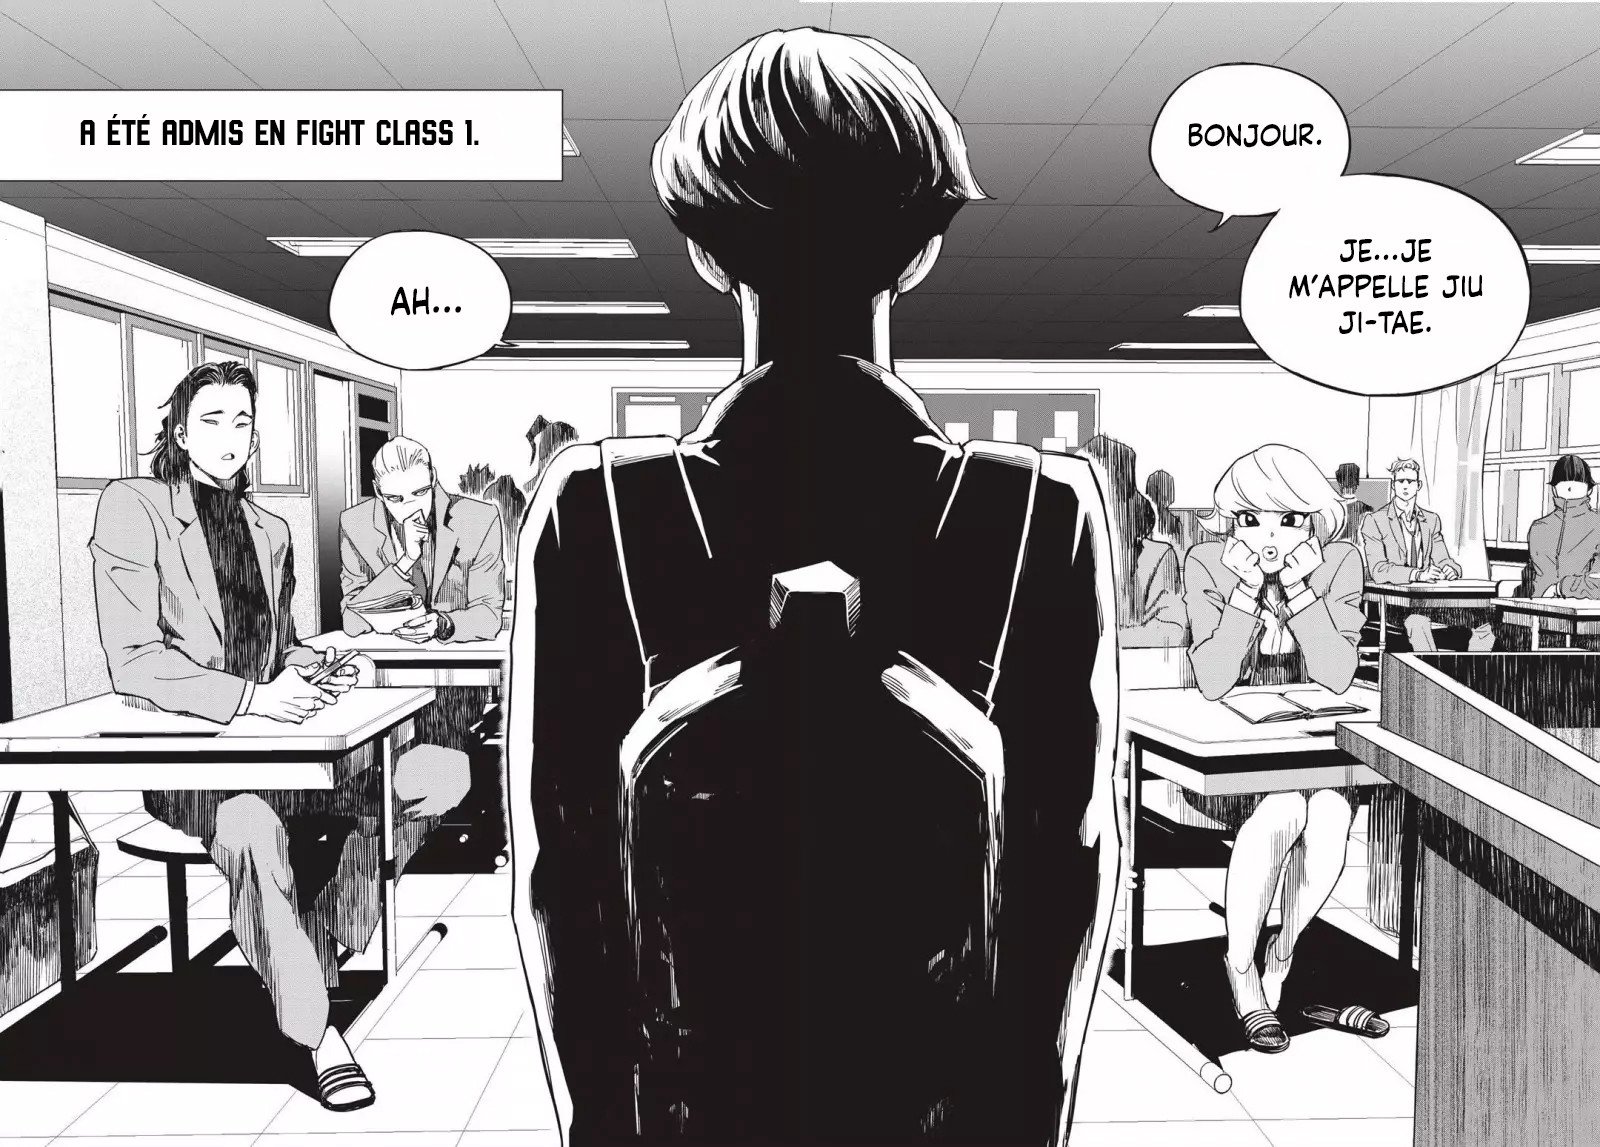 A ÉTÉ ADMIS EN FIGHT CLASS 1.
AH...
BONJOUR.
JE...JE
M'APPELLE JIU
JI-TAE.